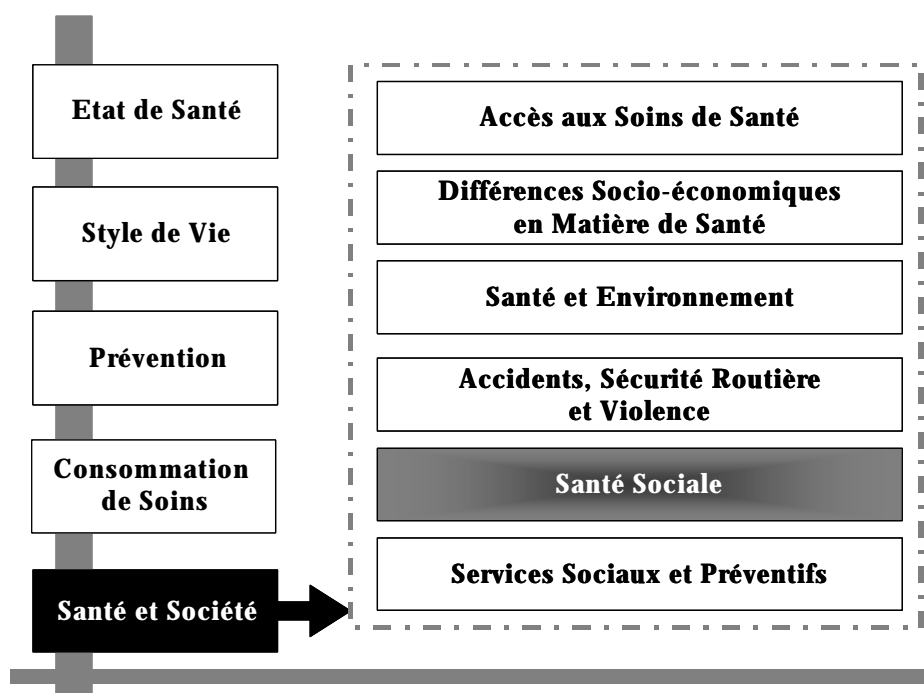 Etat de Santé
Style de Vie
Prévention
Consommation
de Soins
Santé et Société
Accès aux Soins de Santé
Différences Socio-économiques
en Matière de Santé
Santé et Environnement
Accidents, Sécurité Routière
et Violence
Santé Sociale
Services Sociaux et Préventifs